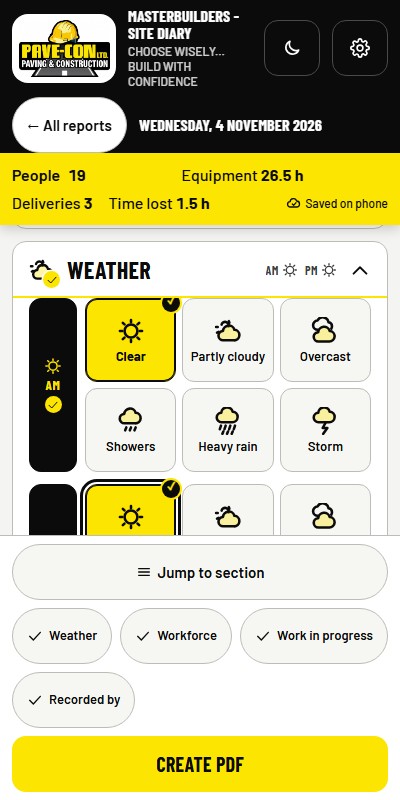 PAVE-CON LTD.
PAVING & CONSTRUCTION
MASTERBUILDERS -
SITE DIARY
CHOOSE WISELY...
BUILD WITH
CONFIDENCE
← All reports
WEDNESDAY, 4 NOVEMBER 2026
People 19
Equipment 26.5 h
Deliveries 3
Time lost 1.5 h
Saved on phone
WEATHER
AM
PM
AM
Clear
Partly cloudy
Overcast
Showers
Heavy rain
Storm
Jump to section
Weather
Workforce
Work in progress
Recorded by
CREATE PDF